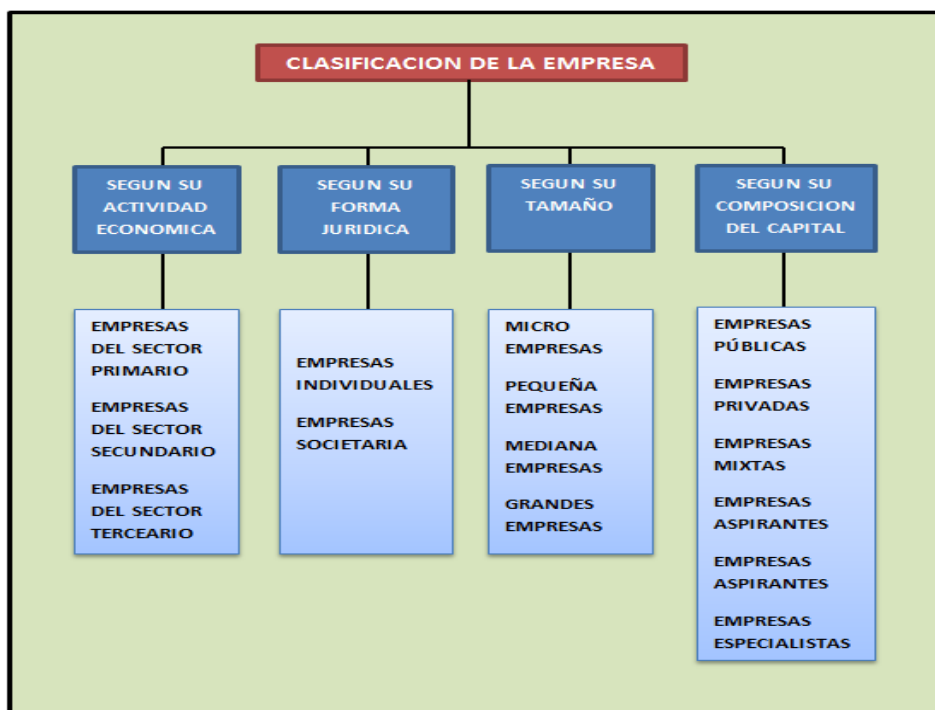 CLASIFICACION DE LA EMPRESA
SEGUN SU
ACTIVIDAD
ECONOMICA
EMPRESAS
DEL SECTOR
PRIMARIO
EMPRESAS
DEL SECTOR
SECUNDARIO
EMPRESAS
DEL SECTOR
TERCEARIO
SEGUN SU
FORMA
JURIDICA
EMPRESAS
INDIVIDUALES
EMPRESAS
SOCIETARIA
SEGUN SU
TAMAÑO
MICRO
EMPRESAS
PEQUEÑA
EMPRESAS
MEDIANA
EMPRESAS
GRANDES
EMPRESAS
SEGUN SU
COMPOSICION
DEL CAPITAL
EMPRESAS
PÚBLICAS
EMPRESAS
PRIVADAS
EMPRESAS
MIXTAS
EMPRESAS
ASPIRANTES
EMPRESAS
ASPIRANTES
EMPRESAS
ESPECIALISTAS